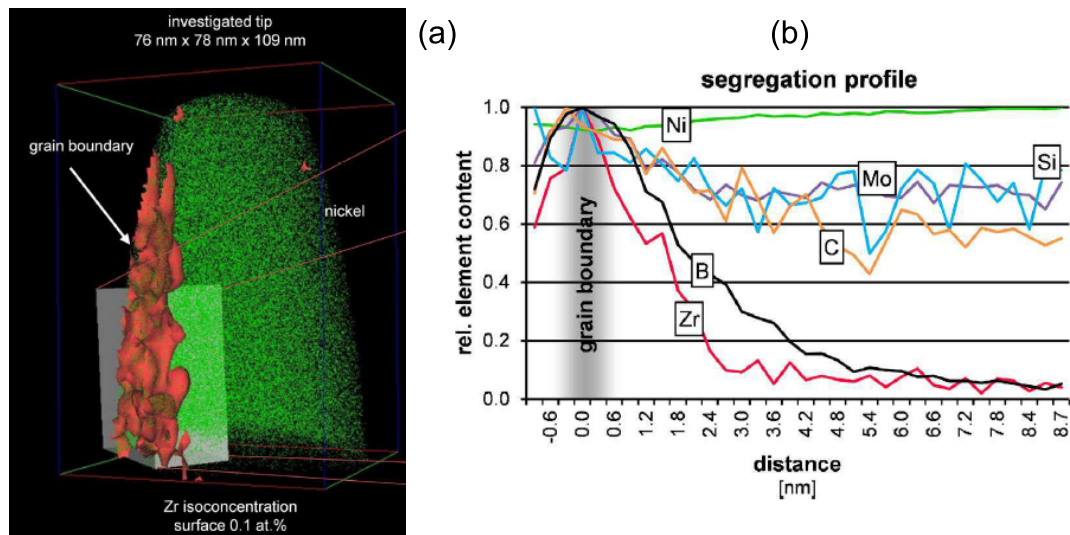 investigated tip
76 nm x 78 nm x 109 nm
grain boundary
nickel
Zr isoconcentration
surface 0.1 at.%
(a)
(b)
segregation profile
rel. element content
1.0
0.8
0.6
0.4
0.2
0.0
Ni
Si
Mo
C
B
Zr
grain boundary
-0.6
0.0
0.6
1.2
1.8
2.4
3.0
3.6
4.2
4.8
5.4
6.0
6.6
7.2
7.8
8.4
8.7
distance
[nm]